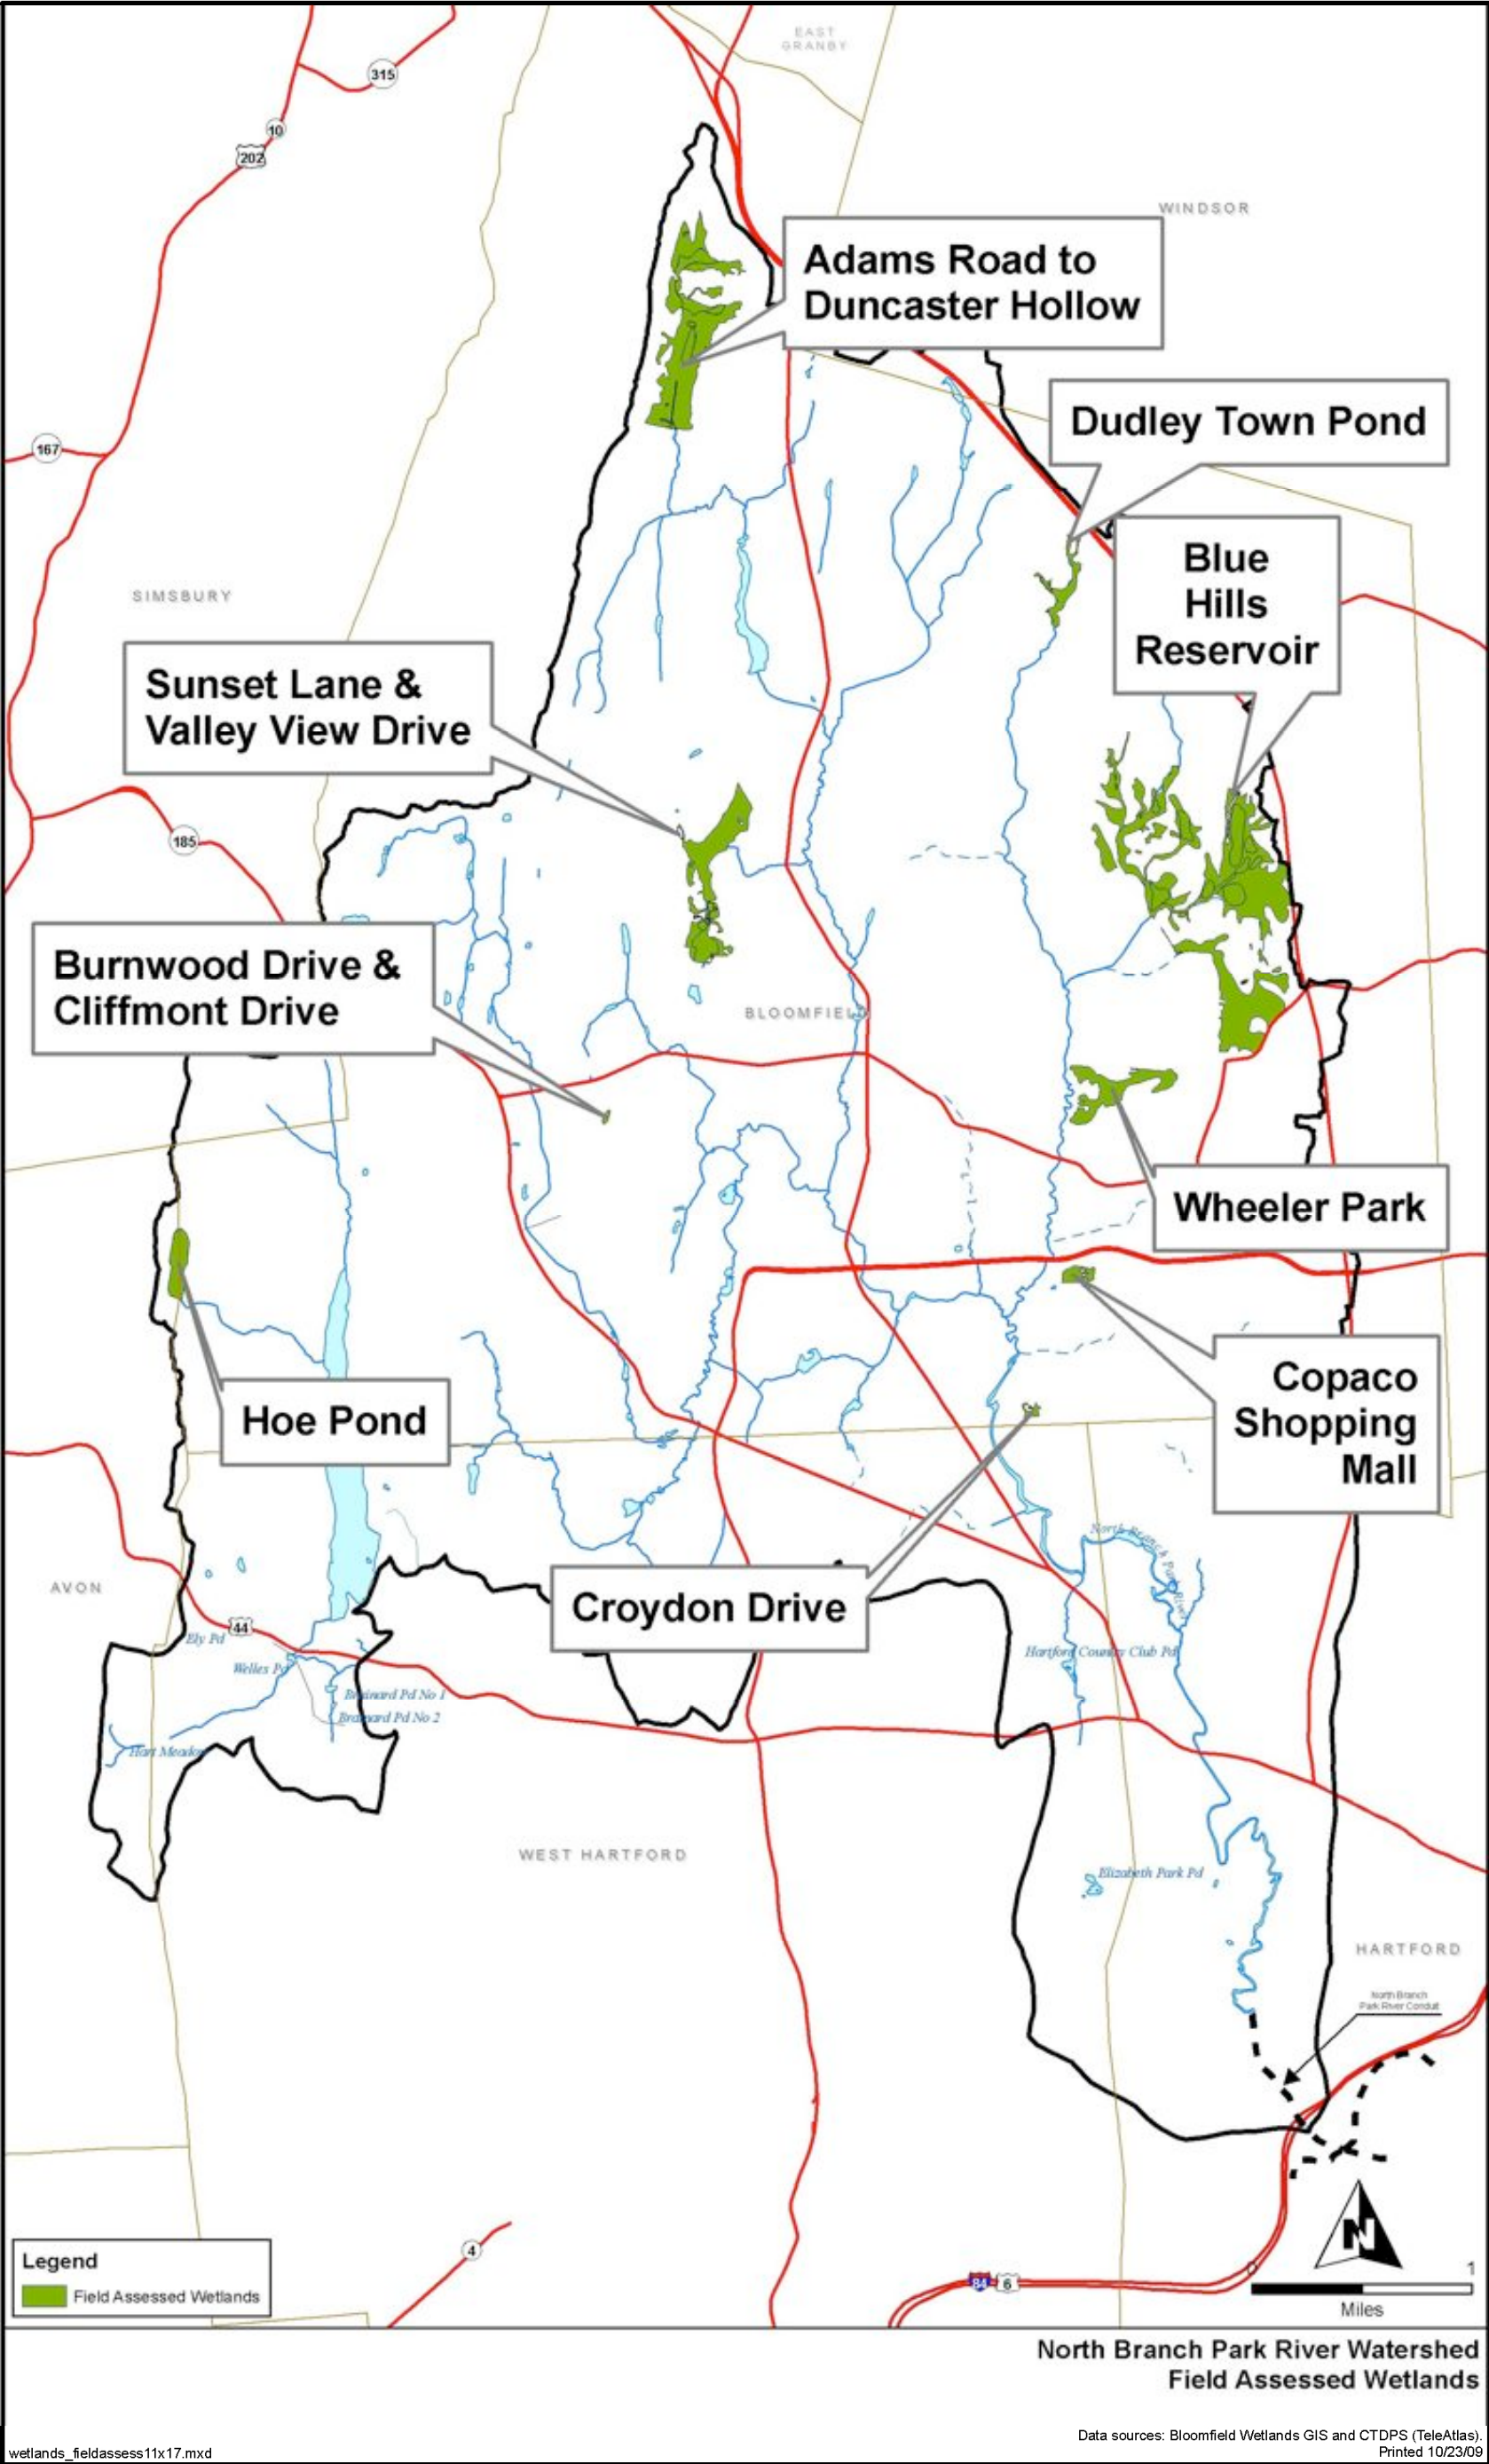 EAST
GRANBY
315
10
202
WINDSOR
Adams Road to
Duncaster Hollow
Dudley Town Pond
167
Blue
Hills
Reservoir
SIMSBURY
Sunset Lane &
Valley View Drive
185
Burnwood Drive &
Cliffmont Drive
BLOOMFIELD
Wheeler Park
Hoe Pond
Copaco
Shopping
Mall
North Branch Park River
AVON
Croydon Drive
44
Ely Pd
Hartford Country Club Pd
Welles Pd
Brainard Pd No 1
Brainard Pd No 2
Hart Meadow
WEST HARTFORD
Elizabeth Park Pd
HARTFORD
North Branch
Park River Conduit
N
4
84
6
0
1
Miles
Legend
Field Assessed Wetlands
North Branch Park River Watershed
Field Assessed Wetlands
Data sources: Bloomfield Wetlands GIS and CTDPS (TeleAtlas).
wetlands_fieldassess11x17.mxd
Printed 10/23/09